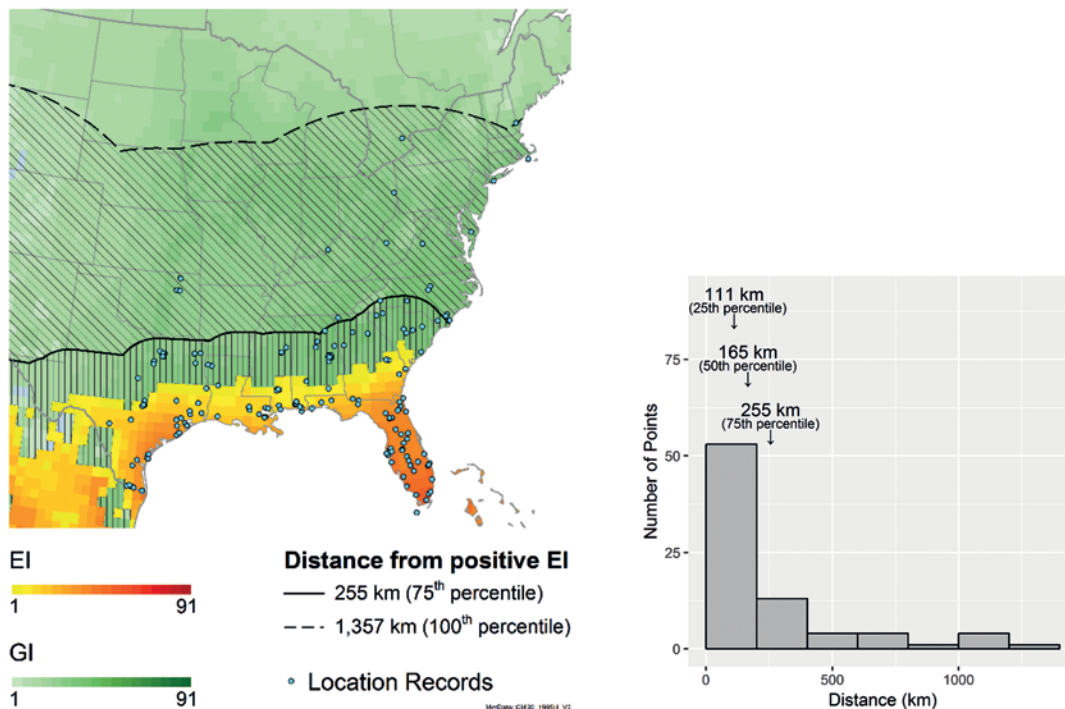 EI
1 91
GI
1 91
Distance from positive EI
255 km (75th percentile)
1,357 km (100th percentile)
Location Records
111 km
(25th percentile)
165 km
(50th percentile)
255 km
(75th percentile)
Number of Points
75
50
25
0
0 500 1000
Distance (km)